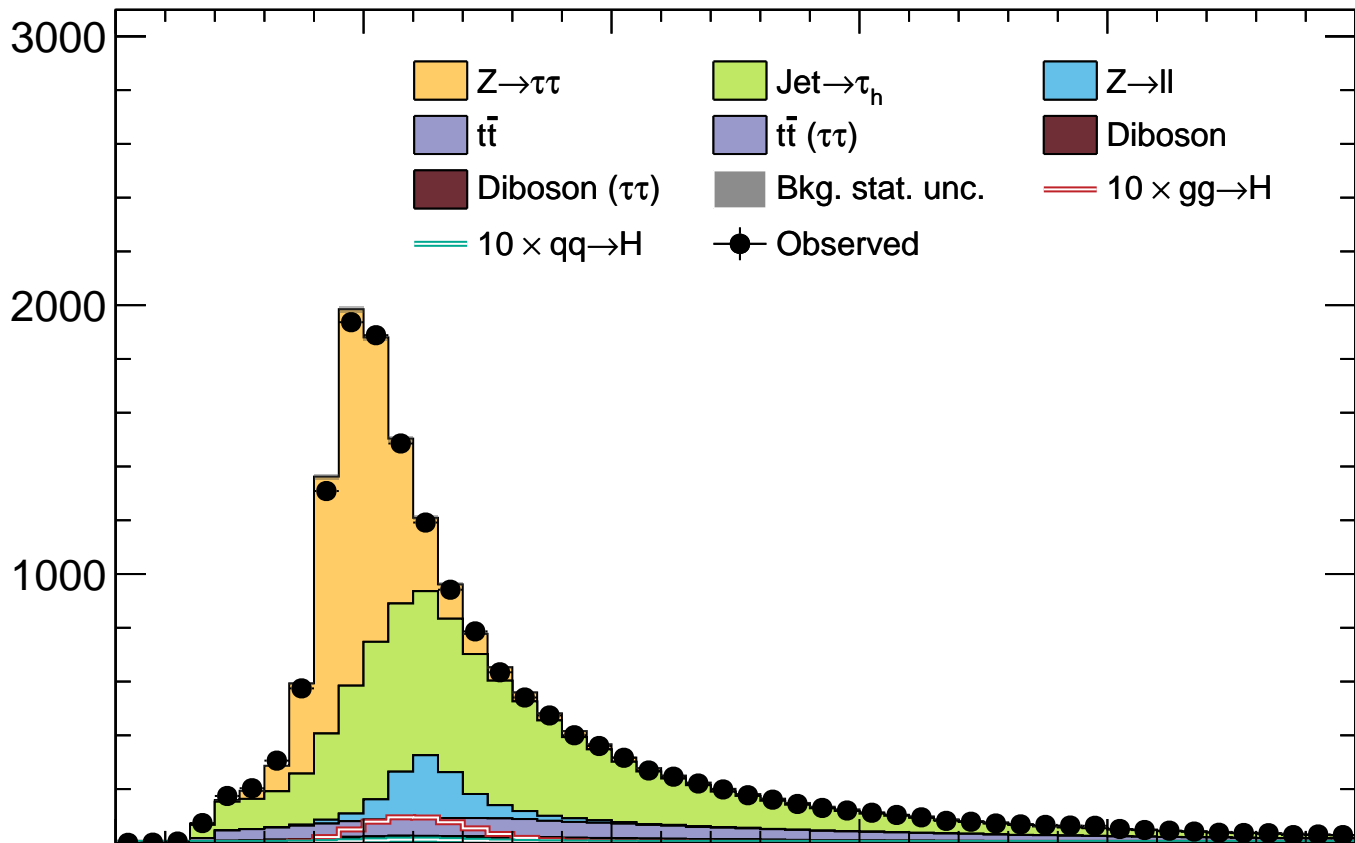 3000
Z→ττ Jet→τh Z→ll
tt̄ tt̄ (ττ) Diboson
Diboson (ττ) Bkg. stat. unc. 10 × gg→H
10 × qq→H Observed
2000
1000